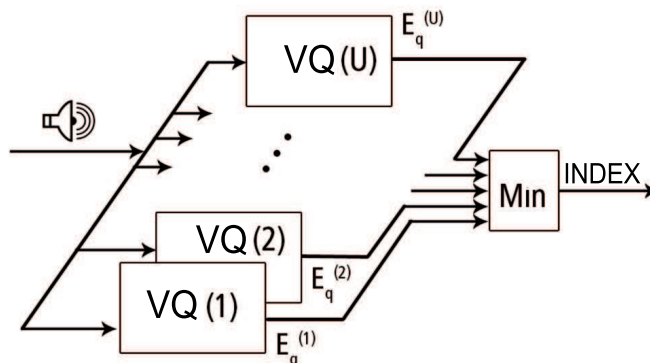 E_q^(U)
VQ (U)
INDEX
Min
VQ (2)
E_q^(2)
VQ (1)
E_q^(1)